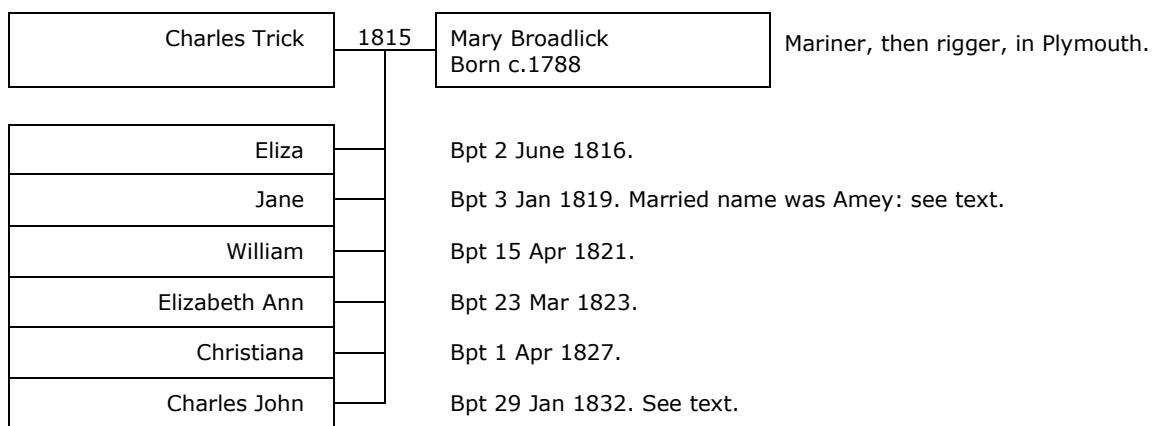 Charles Trick 1815 Mary Broadlick Mariner, then rigger, in Plymouth.
Born c.1788
Eliza Bpt 2 June 1816.
Jane Bpt 3 Jan 1819. Married name was Amey: see text.
William Bpt 15 Apr 1821.
Elizabeth Ann Bpt 23 Mar 1823.
Christiana Bpt 1 Apr 1827.
Charles John Bpt 29 Jan 1832. See text.